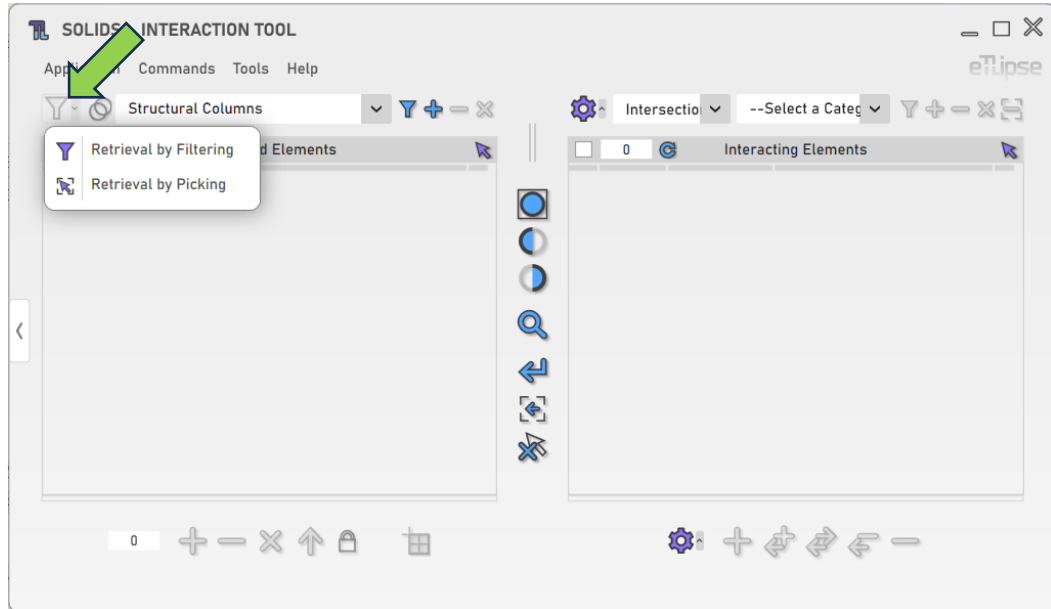 SOLIDS INTERACTION TOOL
Commands Tools Help
eTLipse
Structural Columns
Intersectio --Select a Categ
Retrieval by Filtering
Retrieval by Picking
Elements
0 Interacting Elements
0